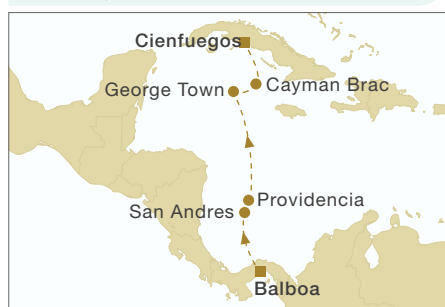 Cienfuegos
George Town
Cayman Brac
Providencia
San Andres
Balboa